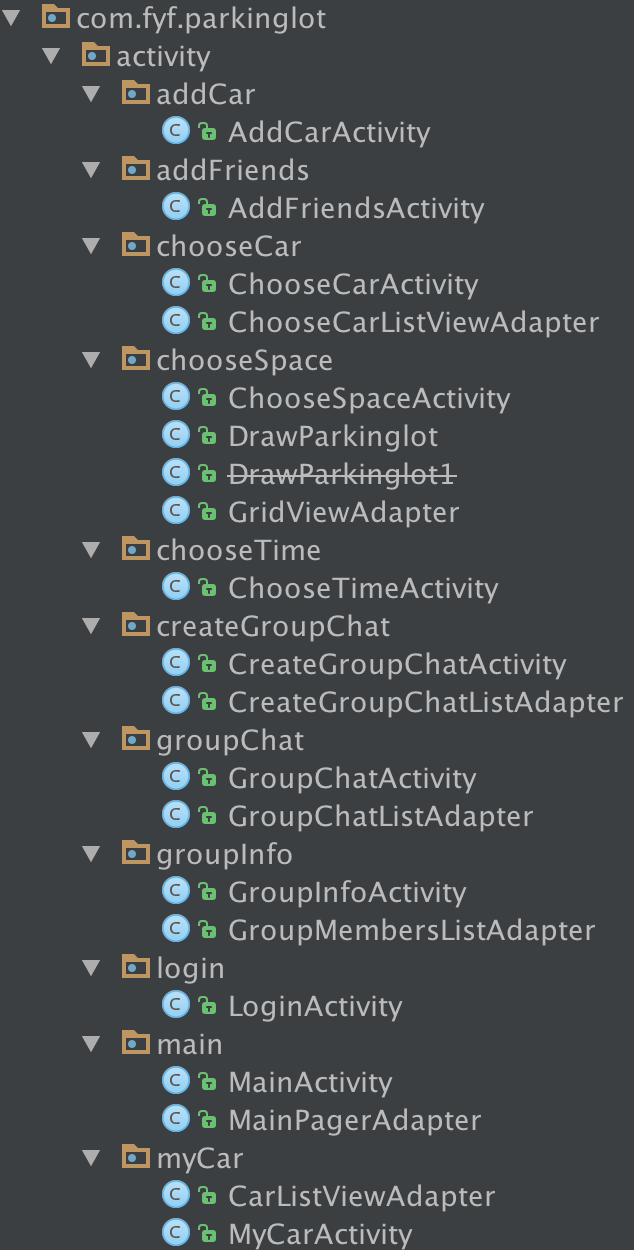 com.fyf.parkinglot
activity
addCar
AddCarActivity
addFriends
AddFriendsActivity
chooseCar
ChooseCarActivity
ChooseCarListViewAdapter
chooseSpace
ChooseSpaceActivity
DrawParkinglot
DrawParkinglot1
GridViewAdapter
chooseTime
ChooseTimeActivity
createGroupChat
CreateGroupChatActivity
CreateGroupChatListAdapter
groupChat
GroupChatActivity
GroupChatListAdapter
groupInfo
GroupInfoActivity
GroupMembersListAdapter
login
LoginActivity
main
MainActivity
MainPagerAdapter
myCar
CarListViewAdapter
MyCarActivity